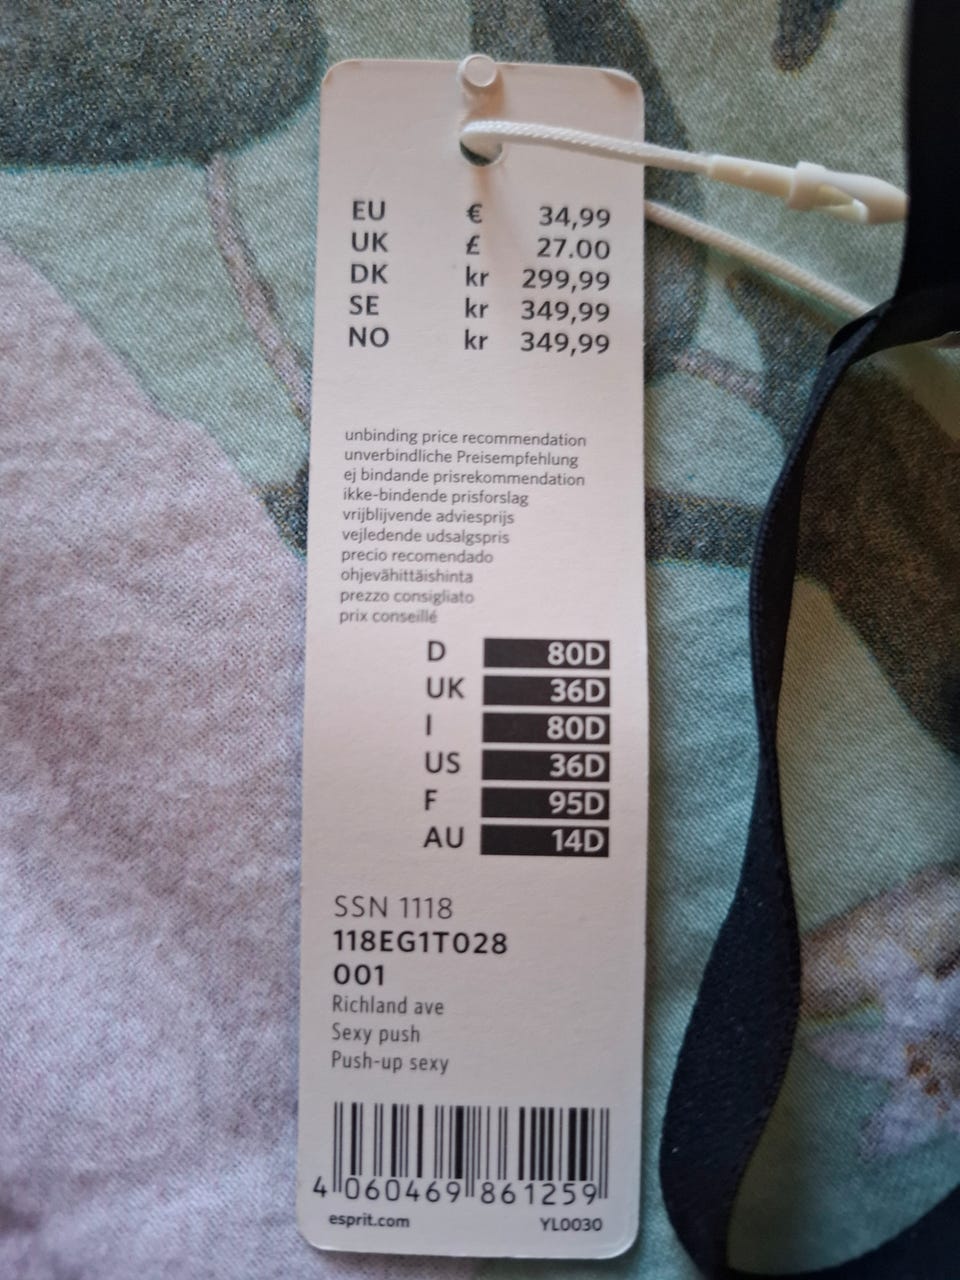 EU € 34,99
UK £ 27.00
DK kr 299,99
SE kr 349,99
NO kr 349,99
unbinding price recommendation
unverbindliche Preisempfehlung
ej bindande prisrekommendation
ikke-bindende prisforslag
vrijblijvende adviesprijs
vejledende udsalgspris
precio recomendado
ohjevähittäishinta
prezzo consigliato
prix conseillé
D 80D
UK 36D
I 80D
US 36D
F 95D
AU 14D
SSN 1118
118EG1T028
001
Richland ave
Sexy push
Push-up sexy
4 060469 861259
esprit.com YL0030